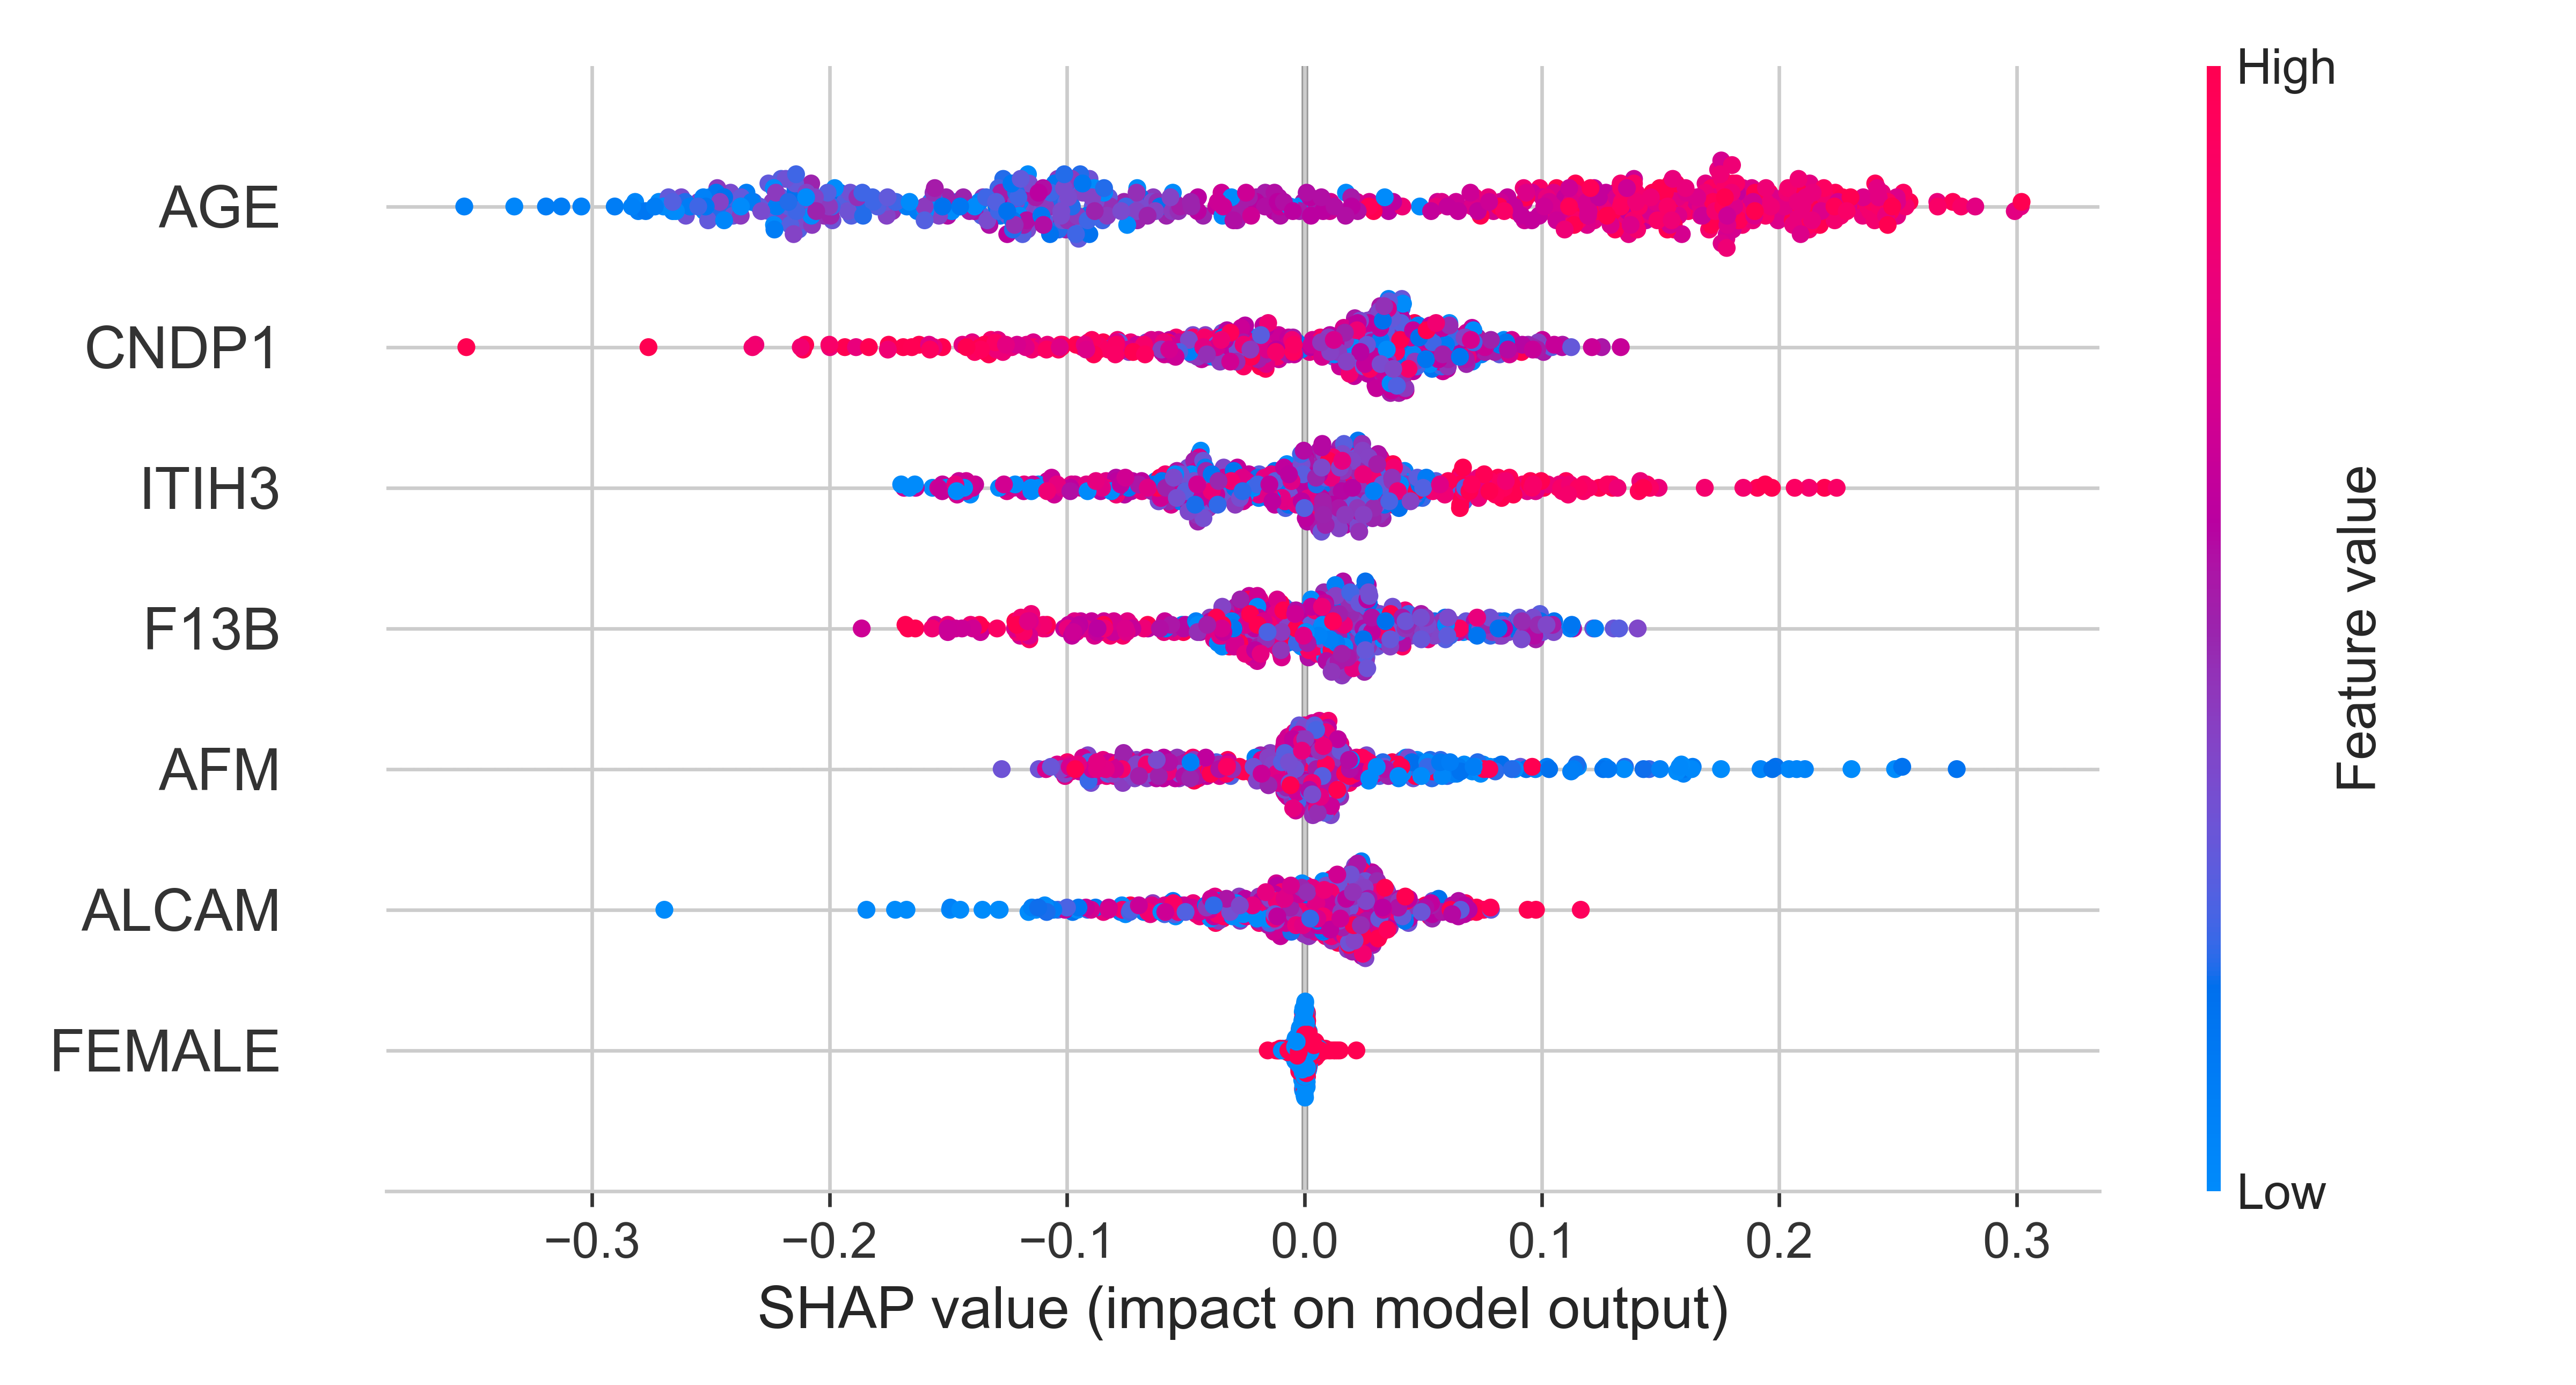 High
AGE
CNDP1
ITIH3
F13B
AFM
ALCAM
FEMALE
Feature value
Low
−0.3 −0.2 −0.1 0.0 0.1 0.2 0.3
SHAP value (impact on model output)